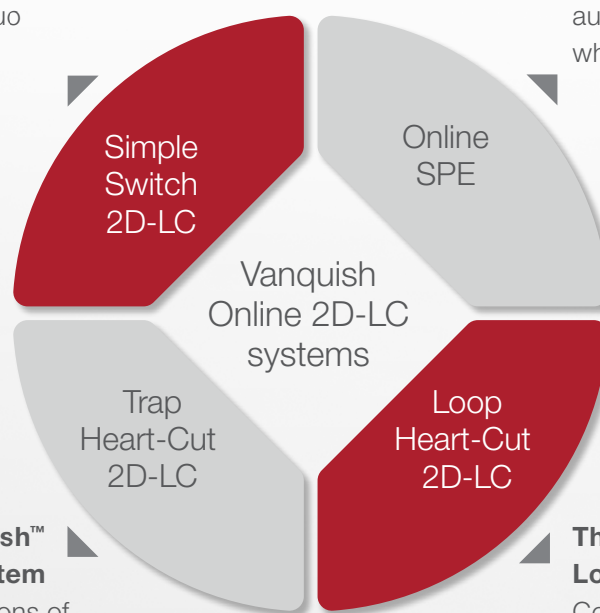 Simple
Switch
2D-LC
Online
SPE
Vanquish
Online 2D-LC
systems
Trap
Heart-Cut
2D-LC
Loop
Heart-Cut
2D-LC